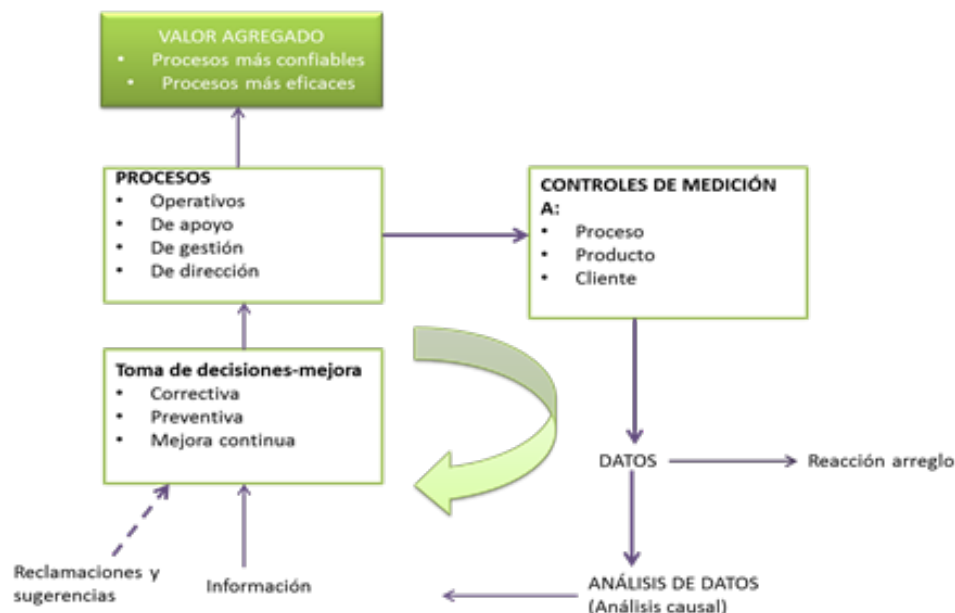 VALOR AGREGADO
• Procesos más confiables
• Procesos más eficaces
PROCESOS
• Operativos
• De apoyo
• De gestión
• De dirección
CONTROLES DE MEDICIÓN
A:
• Proceso
• Producto
• Cliente
Toma de decisiones-mejora
• Correctiva
• Preventiva
• Mejora continua
DATOS
Reacción arreglo
Reclamaciones y
sugerencias
Información
ANÁLISIS DE DATOS
(Análisis causal)